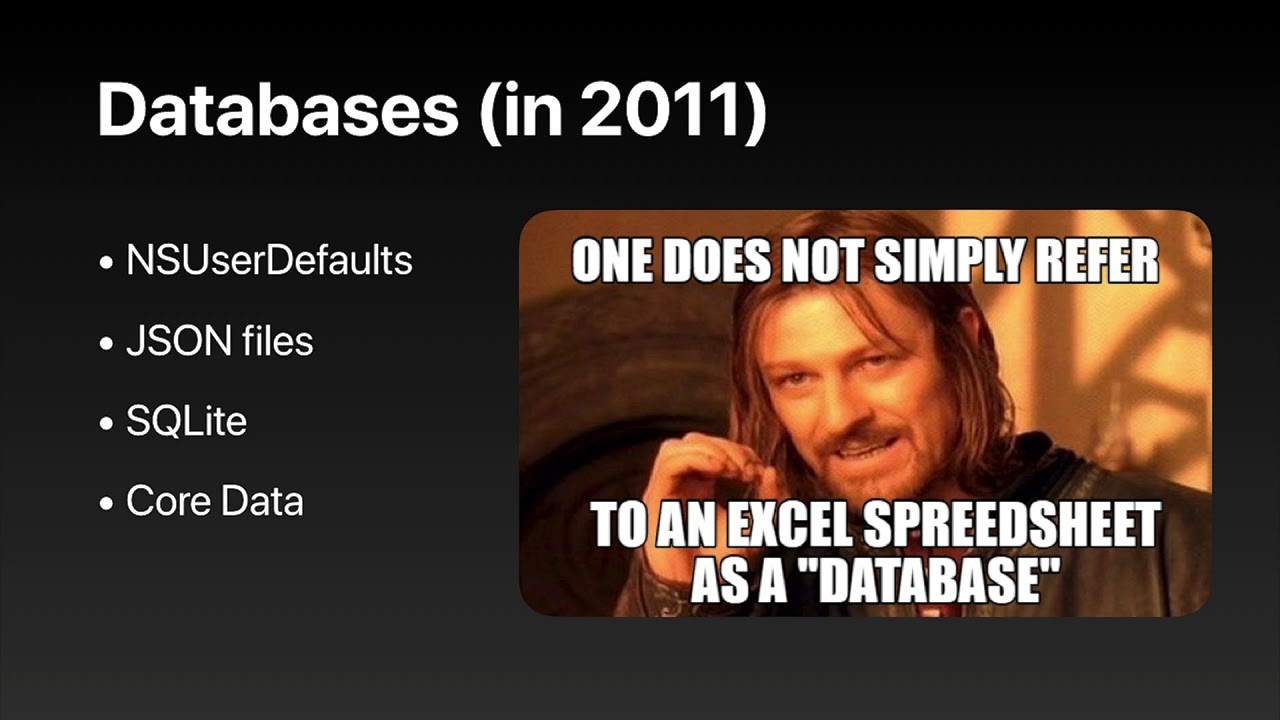 Databases (in 2011)
• NSUserDefaults
• JSON files
• SQLite
• Core Data
ONE DOES NOT SIMPLY REFER
TO AN EXCEL SPREEDSHEET
AS A "DATABASE"